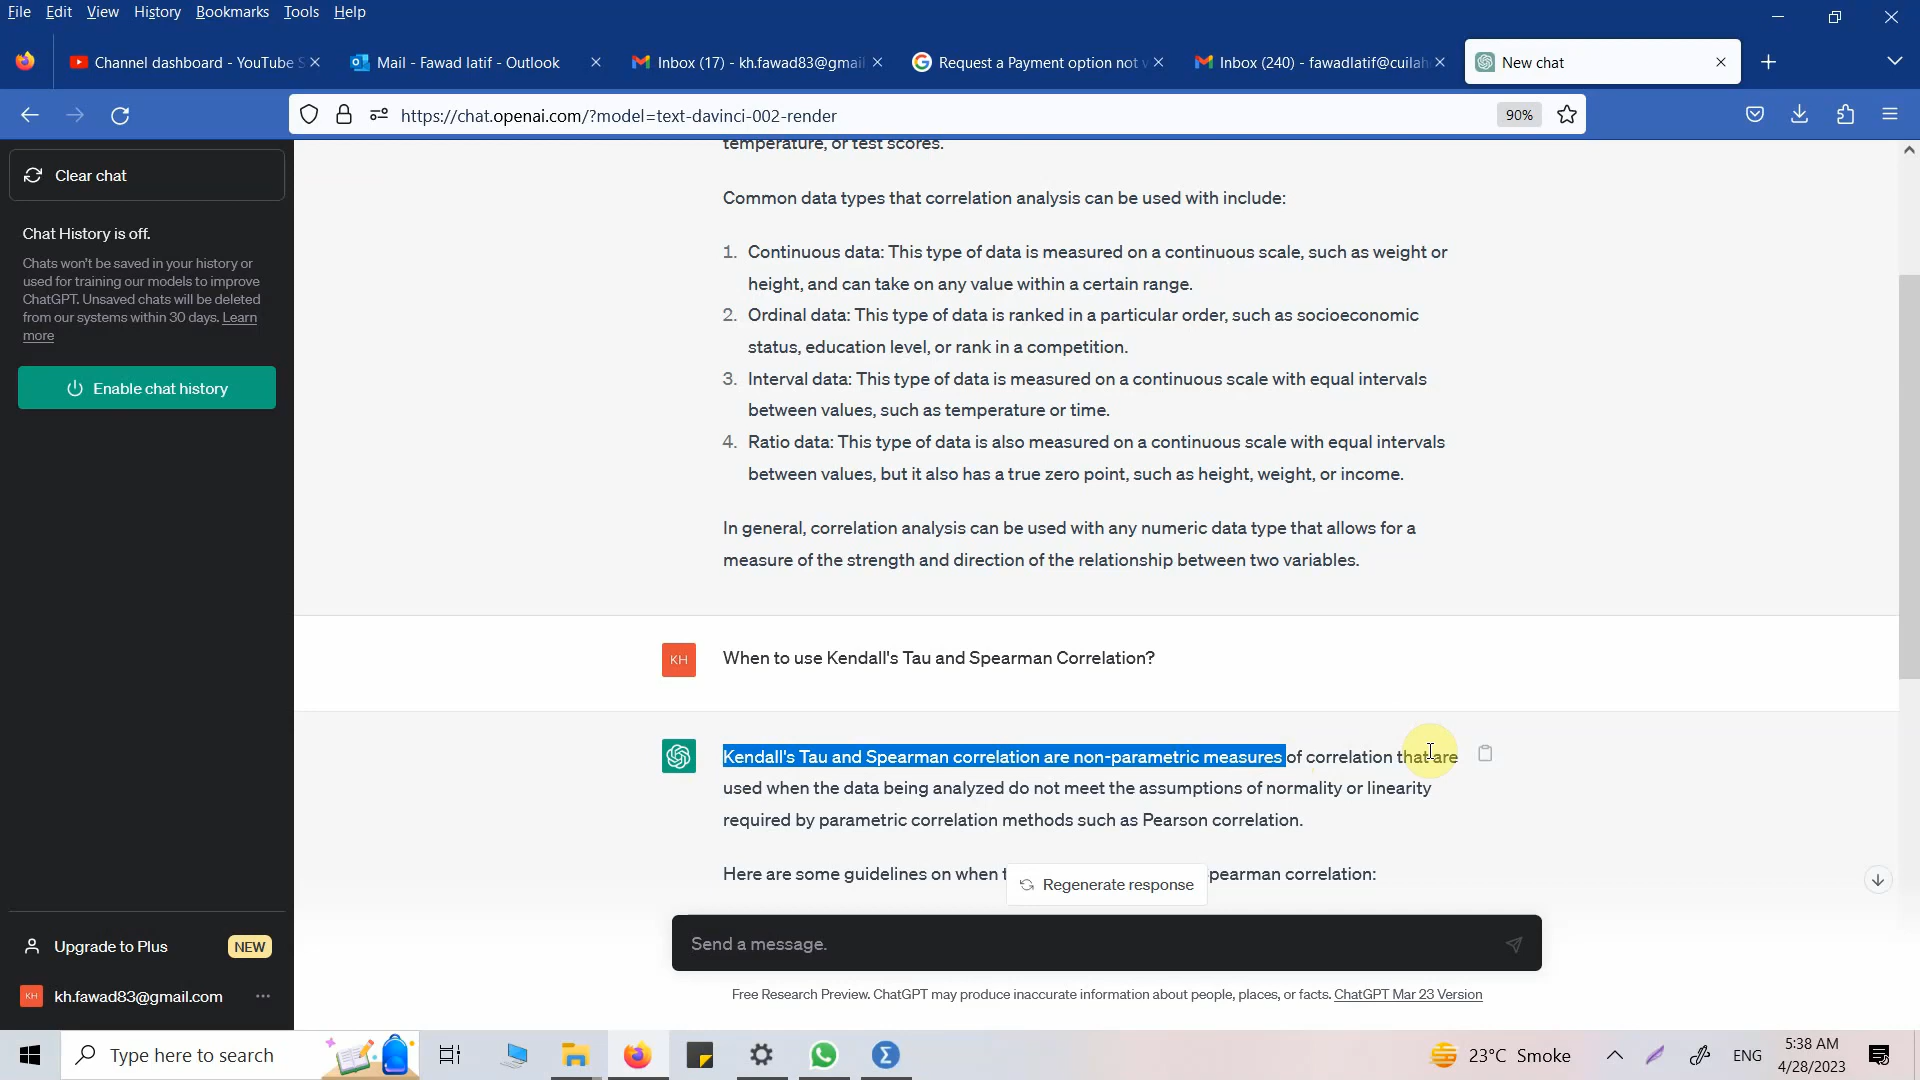 File Edit View History Bookmarks Tools Help
Channel dashboard - YouTube S
Mail - Fawad latif - Outlook
Inbox (17) - kh.fawad83@gmail
Request a Payment option not w
Inbox (240) - fawadlatif@cuilah
New chat
https://chat.openai.com/?model=text-davinci-002-render
90%
Clear chat
Chat History is off.
Chats won't be saved in your history or
used for training our models to improve
ChatGPT. Unsaved chats will be deleted
from our systems within 30 days. Learn
more
Enable chat history
temperature, or test scores.
Common data types that correlation analysis can be used with include:
1. Continuous data: This type of data is measured on a continuous scale, such as weight or
height, and can take on any value within a certain range.
2. Ordinal data: This type of data is ranked in a particular order, such as socioeconomic
status, education level, or rank in a competition.
3. Interval data: This type of data is measured on a continuous scale with equal intervals
between values, such as temperature or time.
4. Ratio data: This type of data is also measured on a continuous scale with equal intervals
between values, but it also has a true zero point, such as height, weight, or income.
In general, correlation analysis can be used with any numeric data type that allows for a
measure of the strength and direction of the relationship between two variables.
KH
When to use Kendall's Tau and Spearman Correlation?
Kendall's Tau and Spearman correlation are non-parametric measures of correlation that are
used when the data being analyzed do not meet the assumptions of normality or linearity
required by parametric correlation methods such as Pearson correlation.
Here are some guidelines on when
pearman correlation:
Regenerate response
Send a message.
Free Research Preview. ChatGPT may produce inaccurate information about people, places, or facts. ChatGPT Mar 23 Version
Upgrade to Plus
NEW
KH
kh.fawad83@gmail.com
Type here to search
23°C Smoke
ENG
5:38 AM
4/28/2023